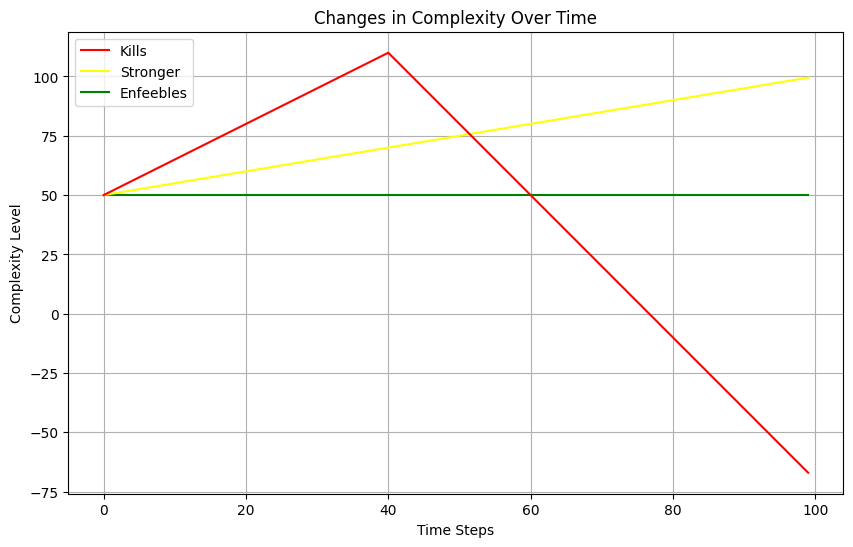 Changes in Complexity Over Time
Kills
Stronger
Enfeebles
Complexity Level
100
75
50
25
0
−25
−50
−75
0 20 40 60 80 100
Time Steps